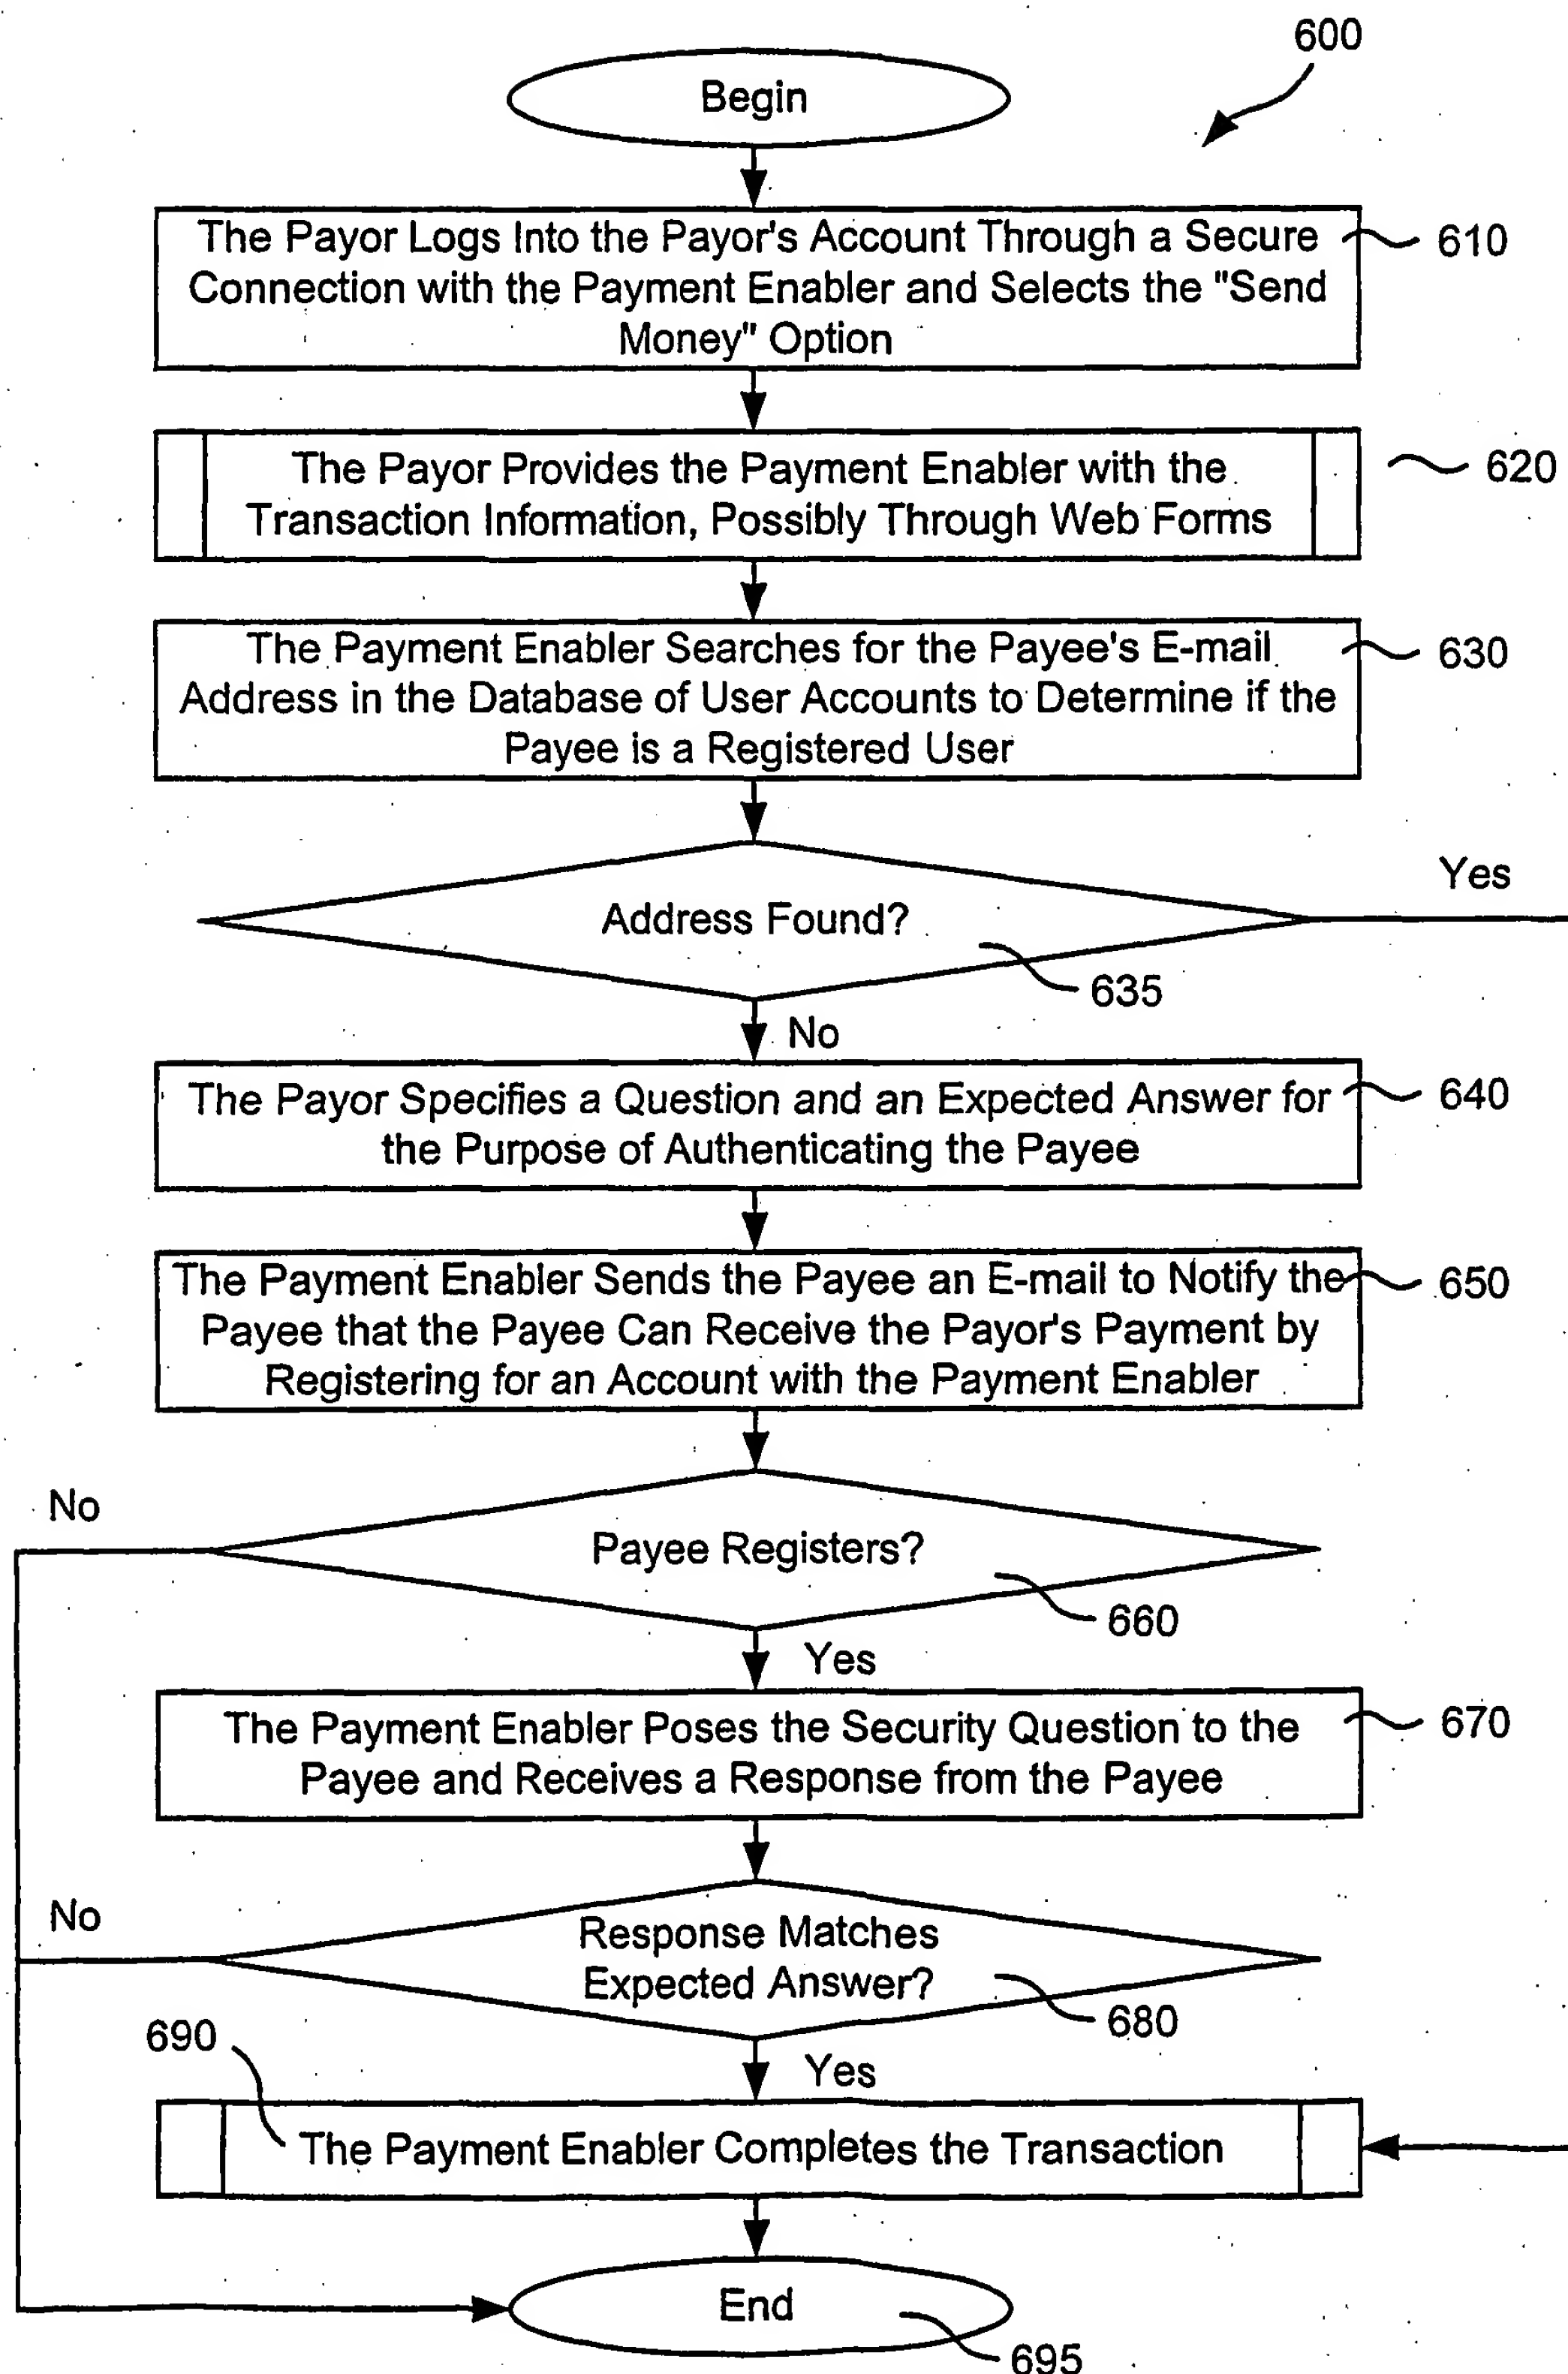 600
Begin
The Payor Logs Into the Payor's Account Through a Secure
Connection with the Payment Enabler and Selects the "Send
Money" Option
610
The Payor Provides the Payment Enabler with the
Transaction Information, Possibly Through Web Forms
620
The Payment Enabler Searches for the Payee's E-mail
Address in the Database of User Accounts to Determine if the
Payee is a Registered User
630
Yes
Address Found?
635
No
The Payor Specifies a Question and an Expected Answer for
the Purpose of Authenticating the Payee
640
The Payment Enabler Sends the Payee an E-mail to Notify the
Payee that the Payee Can Receive the Payor's Payment by
Registering for an Account with the Payment Enabler
650
No
Payee Registers?
660
Yes
The Payment Enabler Poses the Security Question to the
Payee and Receives a Response from the Payee
670
No
Response Matches
Expected Answer?
680
690
Yes
The Payment Enabler Completes the Transaction
End
695